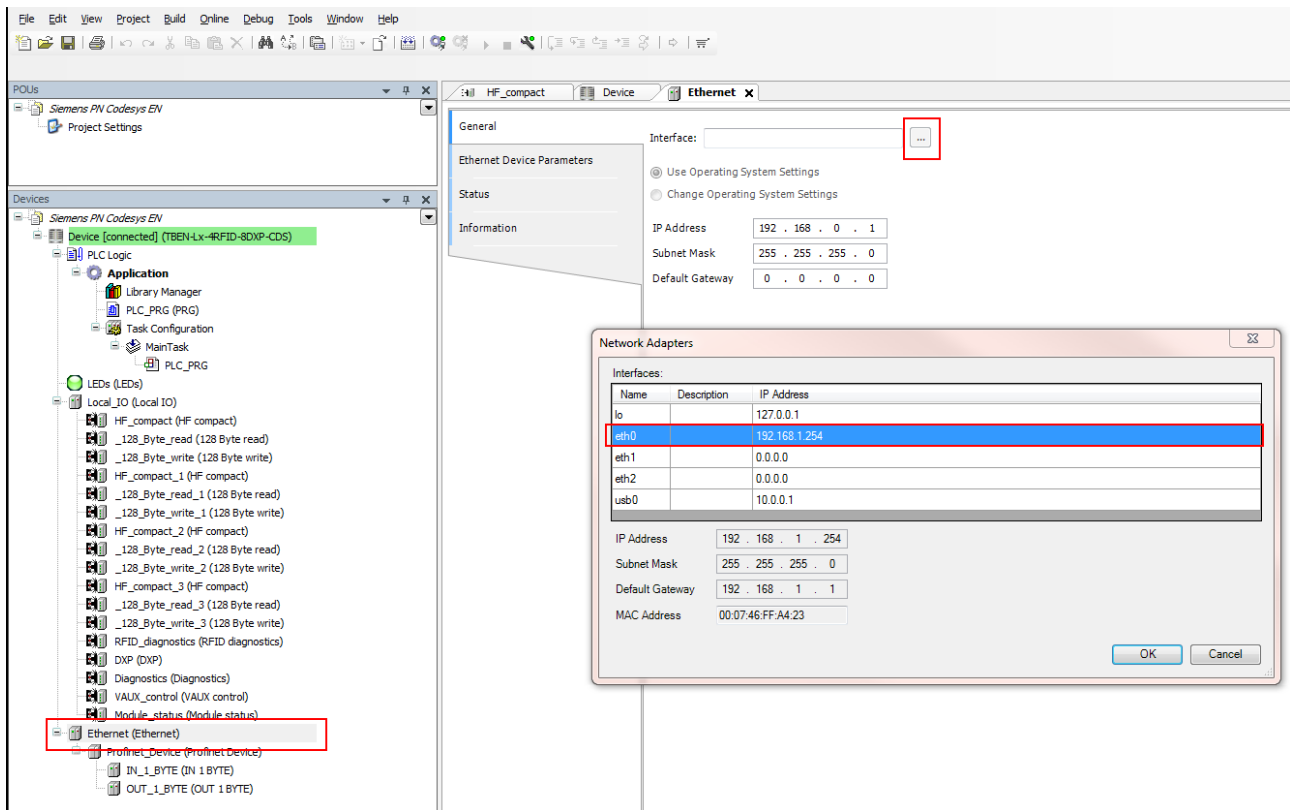 File Edit View Project Build Online Debug Tools Window Help
POUs
Siemens PN Codesys EN
Project Settings
Devices
Siemens PN Codesys EN
Device [connected] (TBEN-Lx-4RFID-8DXP-CDS)
PLC Logic
Application
Library Manager
PLC_PRG (PRG)
Task Configuration
MainTask
PLC_PRG
LEDs (LEDs)
Local_IO (Local IO)
HF_compact (HF compact)
_128_Byte_read (128 Byte read)
_128_Byte_write (128 Byte write)
HF_compact_1 (HF compact)
_128_Byte_read_1 (128 Byte read)
_128_Byte_write_1 (128 Byte write)
HF_compact_2 (HF compact)
_128_Byte_read_2 (128 Byte read)
_128_Byte_write_2 (128 Byte write)
HF_compact_3 (HF compact)
_128_Byte_read_3 (128 Byte read)
_128_Byte_write_3 (128 Byte write)
RFID_diagnostics (RFID diagnostics)
DXP (DXP)
Diagnostics (Diagnostics)
VAUX_control (VAUX control)
Module_status (Module status)
Ethernet (Ethernet)
Profinet_Device (Profinet Device)
IN_1_BYTE (IN 1 BYTE)
OUT_1_BYTE (OUT 1 BYTE)
HF_compact Device Ethernet
General
Ethernet Device Parameters
Status
Information
Interface: ...
Use Operating System Settings
Change Operating System Settings
IP Address 192 . 168 . 0 . 1
Subnet Mask 255 . 255 . 255 . 0
Default Gateway 0 . 0 . 0 . 0
Network Adapters
Interfaces:
Name Description IP Address
lo 127.0.0.1
eth0 192.168.1.254
eth1 0.0.0.0
eth2 0.0.0.0
usb0 10.0.0.1
IP Address 192 . 168 . 1 . 254
Subnet Mask 255 . 255 . 255 . 0
Default Gateway 192 . 168 . 1 . 1
MAC Address 00:07:46:FF:A4:23
OK Cancel